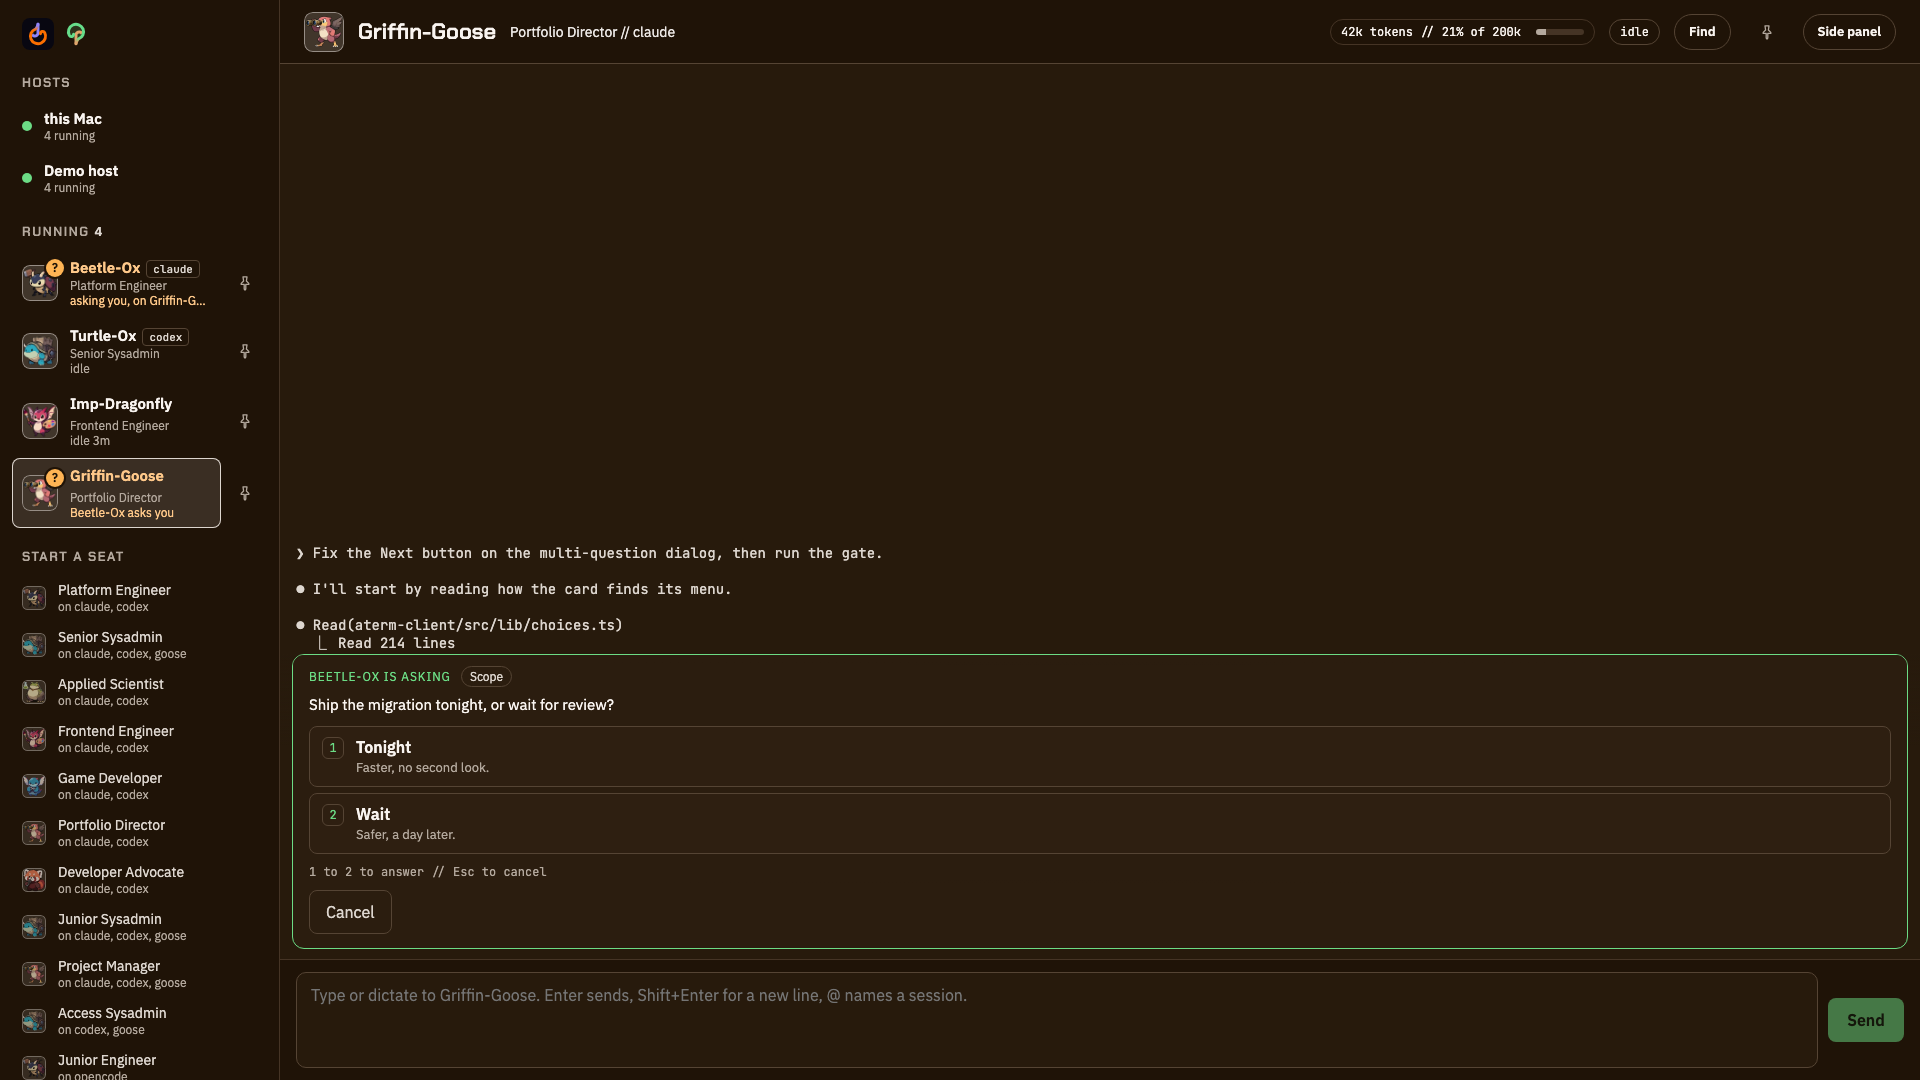 HOSTS
this Mac
4 running
Demo host
4 running
RUNNING 4
? Beetle-Ox claude
Platform Engineer
asking you, on Griffin-G...
Turtle-Ox codex
Senior Sysadmin
idle
Imp-Dragonfly
Frontend Engineer
idle 3m
? Griffin-Goose
Portfolio Director
Beetle-Ox asks you
START A SEAT
Platform Engineer
on claude, codex
Senior Sysadmin
on claude, codex, goose
Applied Scientist
on claude, codex
Frontend Engineer
on claude, codex
Game Developer
on claude, codex
Portfolio Director
on claude, codex
Developer Advocate
on claude, codex
Junior Sysadmin
on claude, codex, goose
Project Manager
on claude, codex, goose
Access Sysadmin
on codex, goose
Junior Engineer
on opencode
Griffin-Goose Portfolio Director // claude
42k tokens // 21% of 200k
idle
Find
Side panel
❯ Fix the Next button on the multi-question dialog, then run the gate.
● I'll start by reading how the card finds its menu.
● Read(aterm-client/src/lib/choices.ts)
⎿ Read 214 lines
BEETLE-OX IS ASKING Scope
Ship the migration tonight, or wait for review?
1 Tonight
Faster, no second look.
2 Wait
Safer, a day later.
1 to 2 to answer // Esc to cancel
Cancel
Type or dictate to Griffin-Goose. Enter sends, Shift+Enter for a new line, @ names a session.
Send